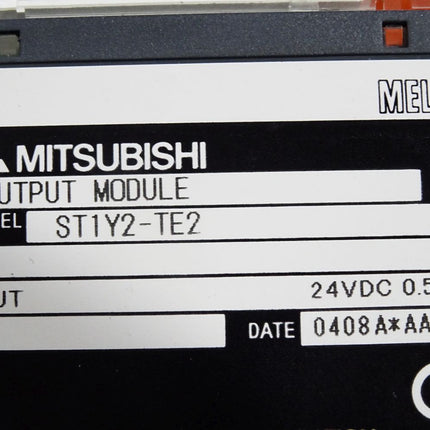 MEL
MITSUBISHI
UTPUT MODULE
EL ST1Y2-TE2
UT 24VDC 0.5
DATE 0408A*AA